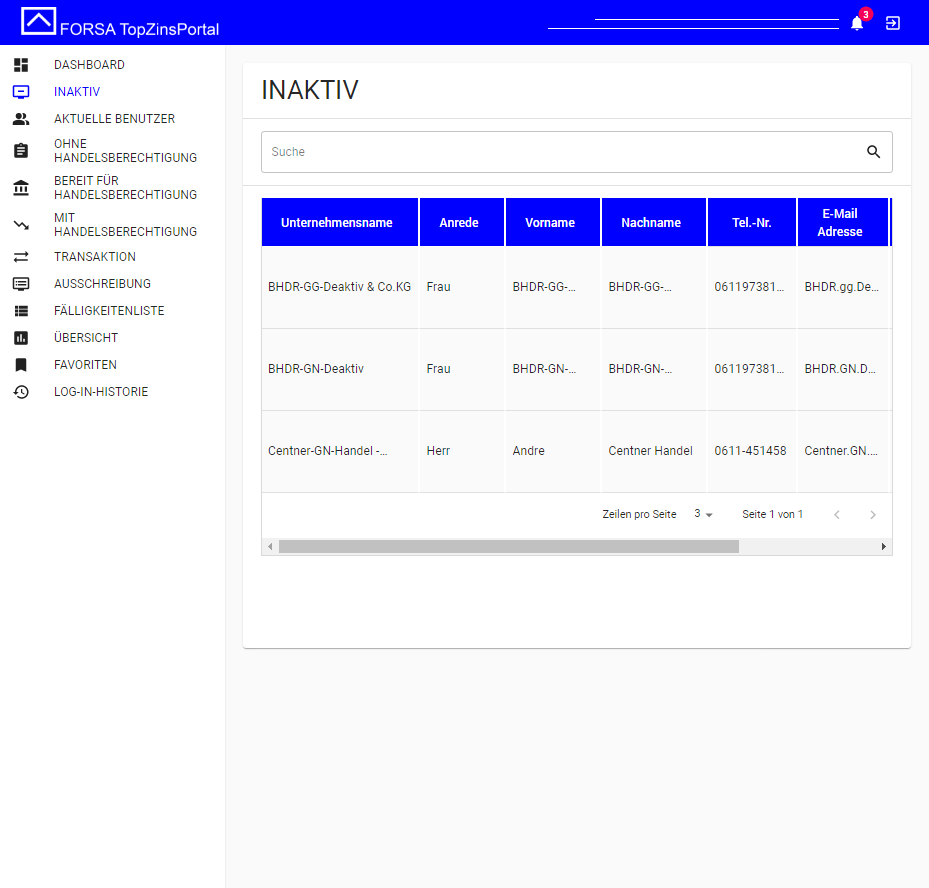 FORSA TopZinsPortal
3
DASHBOARD
INAKTIV
AKTUELLE BENUTZER
OHNE
HANDELSBERECHTIGUNG
BEREIT FÜR
HANDELSBERECHTIGUNG
MIT
HANDELSBERECHTIGUNG
TRANSAKTION
AUSSCHREIBUNG
FÄLLIGKEITENLISTE
ÜBERSICHT
FAVORITEN
LOG-IN-HISTORIE
INAKTIV
Suche
Unternehmensname Anrede Vorname Nachname Tel.-Nr. E-Mail
Adresse
BHDR-GG-Deaktiv & Co.KG Frau BHDR-GG-... BHDR-GG-...061197381... BHDR.gg.De...
BHDR-GN-Deaktiv Frau BHDR-GN-... BHDR-GN-... 061197381... BHDR.GN.D...
Centner-GN-Handel -... Herr Andre Centner Handel 0611-451458 Centner.GN....
Zeilen pro Seite 3 Seite 1 von 1